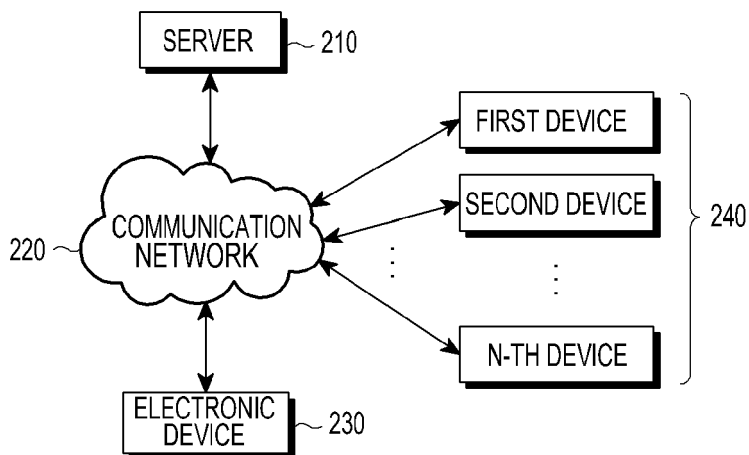 SERVER
210
FIRST DEVICE
SECOND DEVICE
240
COMMUNICATION
NETWORK
220
N-TH DEVICE
ELECTRONIC
DEVICE
230